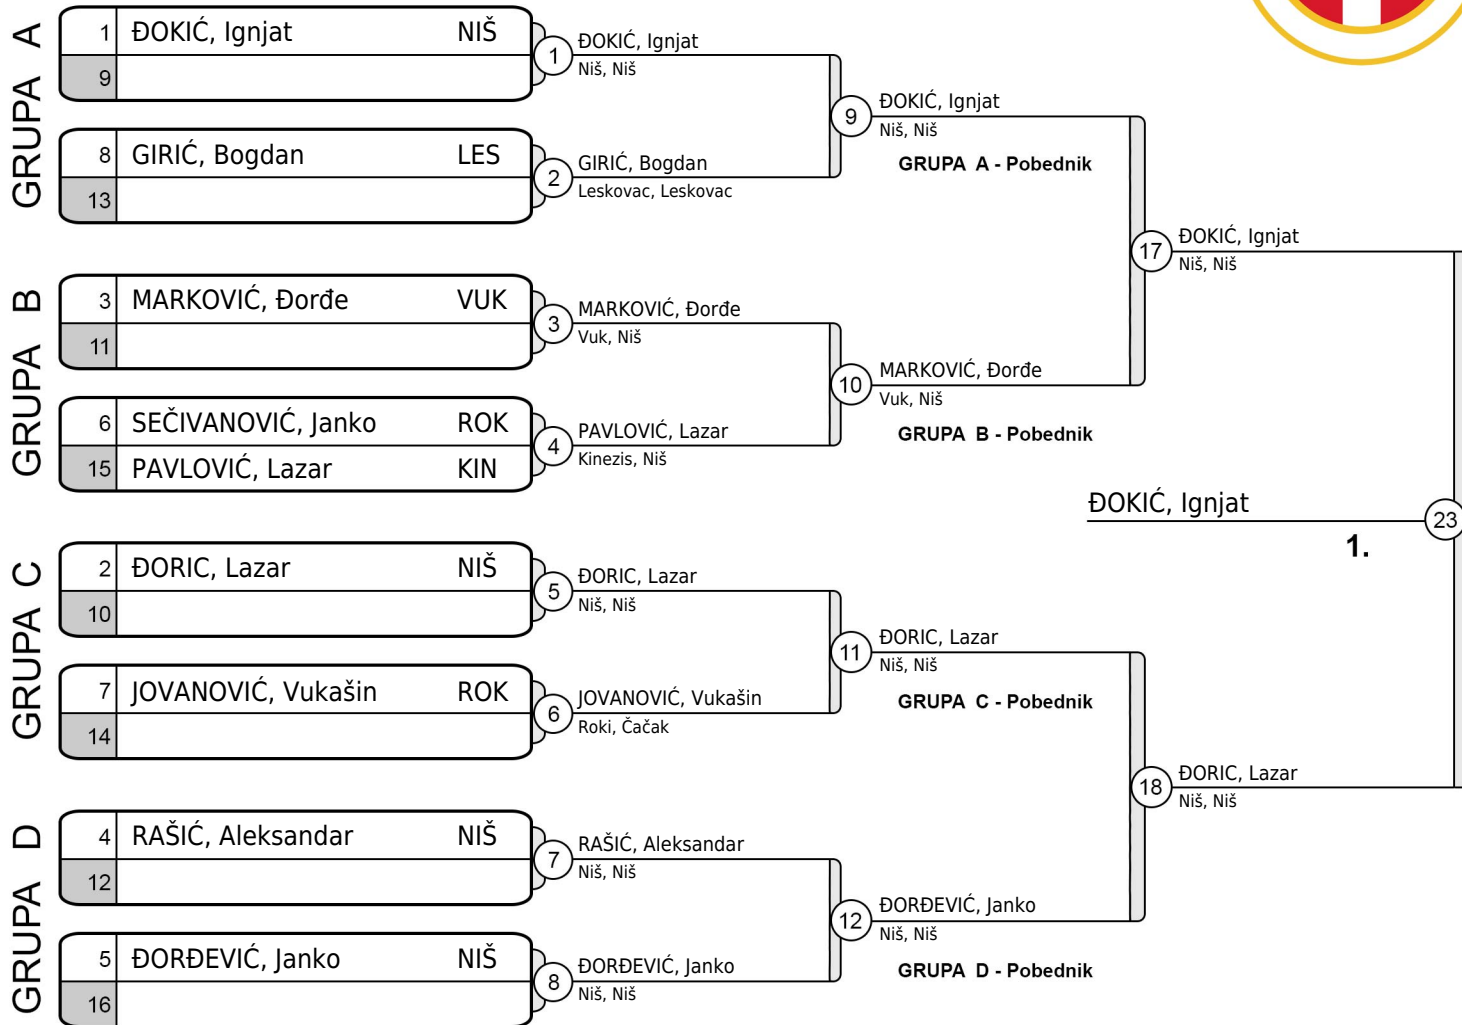 GRUPA A
1 ĐOKIĆ, Ignjat NIŠ
9
8 GIRIĆ, Bogdan LES
13
GRUPA B
3 MARKOVIĆ, Đorđe VUK
11
6 SEČIVANOVIĆ, Janko ROK
15 PAVLOVIĆ, Lazar KIN
GRUPA C
2 ĐORIC, Lazar NIŠ
10
7 JOVANOVIĆ, Vukašin ROK
14
GRUPA D
4 RAŠIĆ, Aleksandar NIŠ
12
5 ĐORĐEVIĆ, Janko NIŠ
16
1 ĐOKIĆ, Ignjat
Niš, Niš
2 GIRIĆ, Bogdan
Leskovac, Leskovac
3 MARKOVIĆ, Đorđe
Vuk, Niš
4 PAVLOVIĆ, Lazar
Kinezis, Niš
5 ĐORIC, Lazar
Niš, Niš
6 JOVANOVIĆ, Vukašin
Roki, Čačak
7 RAŠIĆ, Aleksandar
Niš, Niš
8 ĐORĐEVIĆ, Janko
Niš, Niš
9 ĐOKIĆ, Ignjat
Niš, Niš
GRUPA A - Pobednik
10 MARKOVIĆ, Đorđe
Vuk, Niš
GRUPA B - Pobednik
11 ĐORIC, Lazar
Niš, Niš
GRUPA C - Pobednik
12 ĐORĐEVIĆ, Janko
Niš, Niš
GRUPA D - Pobednik
17 ĐOKIĆ, Ignjat
Niš, Niš
18 ĐORIC, Lazar
Niš, Niš
ĐOKIĆ, Ignjat 23
1.